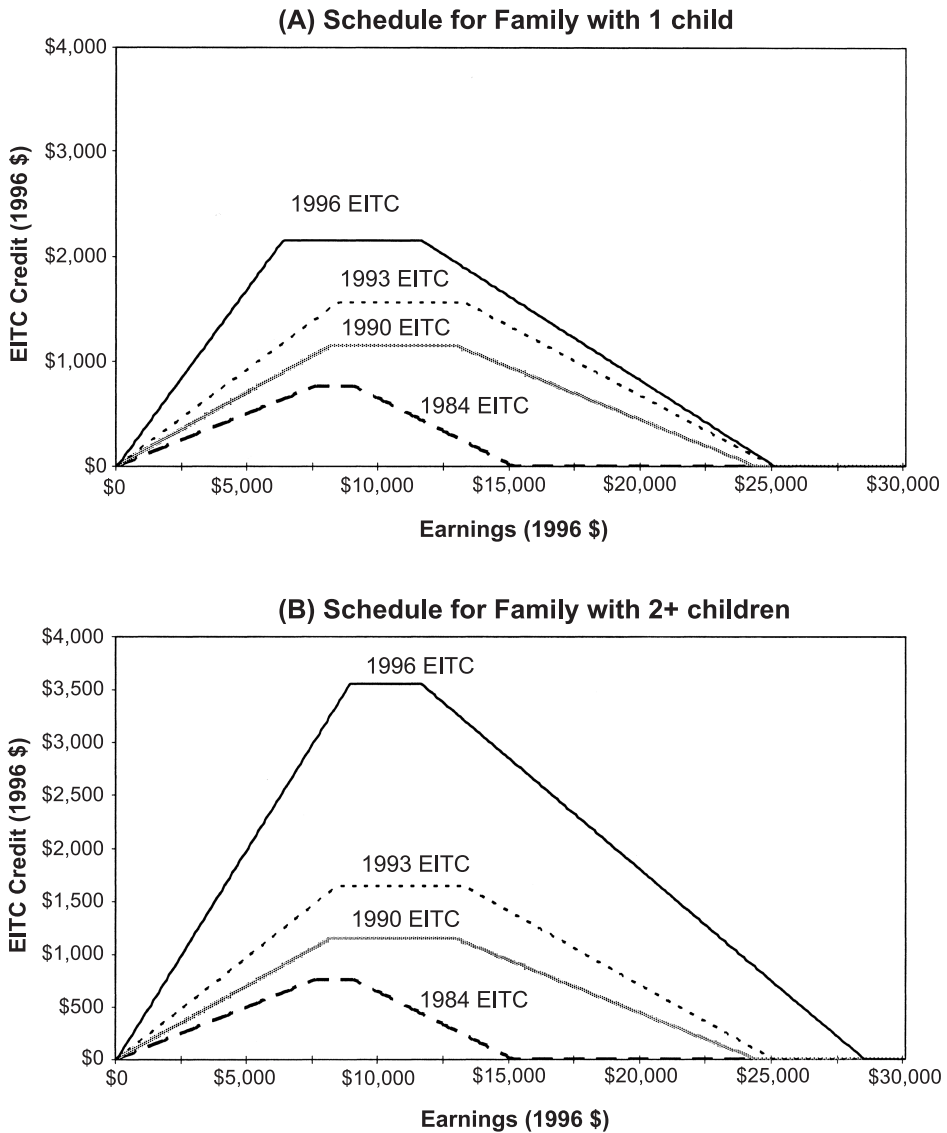 (A) Schedule for Family with 1 child
$4,000
$3,000
1996 EITC
$2,000
1993 EITC
1990 EITC
$1,000
1984 EITC
$0
$0 $5,000 $10,000 $15,000 $20,000 $25,000 $30,000
EITC Credit (1996 $)
Earnings (1996 $)
(B) Schedule for Family with 2+ children
$4,000
1996 EITC
$3,500
$3,000
$2,500
$2,000
1993 EITC
$1,500
1990 EITC
$1,000
$500
1984 EITC
$0
$0 $5,000 $10,000 $15,000 $20,000 $25,000 $30,000
EITC Credit (1996 $)
Earnings (1996 $)